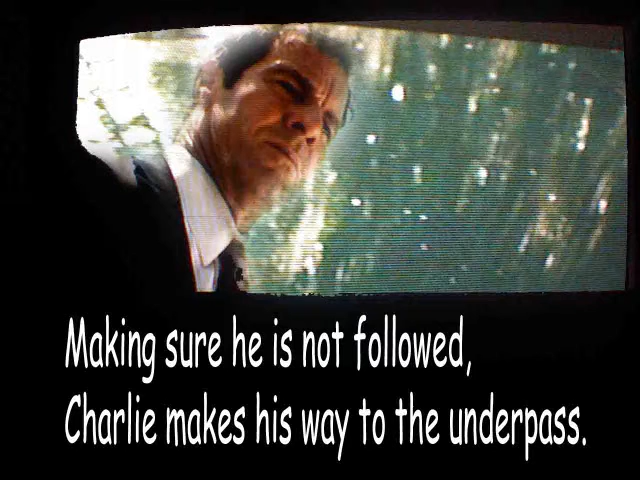 Making sure he is not followed,
Charlie makes his way to the underpass.